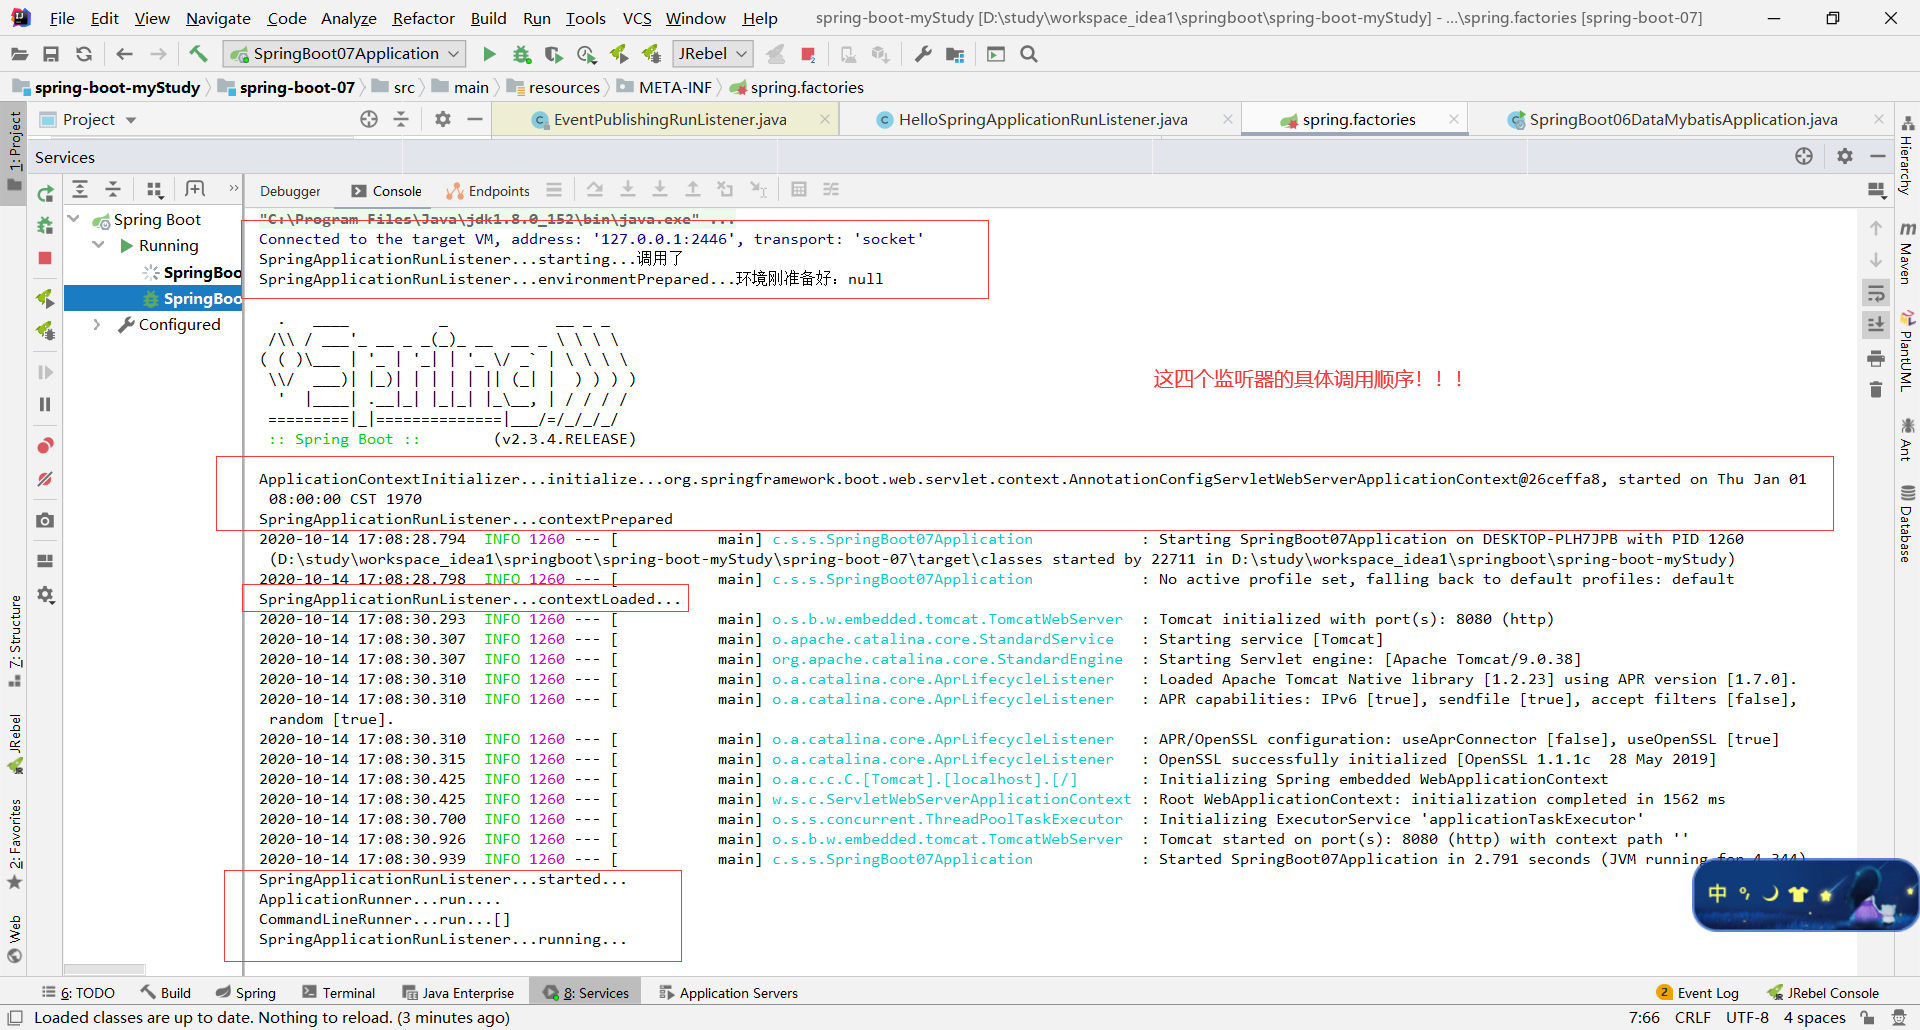 File Edit View Navigate Code Analyze Refactor Build Run Tools VCS Window Help spring-boot-myStudy [D:\study\workspace_idea1\springboot\spring-boot-myStudy] - ...\spring.factories [spring-boot-07]
SpringBoot07Application JRebel
spring-boot-myStudy spring-boot-07 src main resources META-INF spring.factories
Project EventPublishingRunListener.java HelloSpringApplicationRunListener.java spring.factories SpringBoot06DataMybatisApplication.java
Services
Debugger Console Endpoints
Spring Boot
Running
SpringBoo
SpringBoo
Configured
"C:\Program Files\Java\jdk1.8.0_152\bin\java.exe" ...
Connected to the target VM, address: '127.0.0.1:2446', transport: 'socket'
SpringApplicationRunListener...starting...调用了
SpringApplicationRunListener...environmentPrepared...环境刚准备好：null
:: Spring Boot :: (v2.3.4.RELEASE)
这四个监听器的具体调用顺序！！！
ApplicationContextInitializer...initialize...org.springframework.boot.web.servlet.context.AnnotationConfigServletWebServerApplicationContext@26ceffa8, started on Thu Jan 01
08:00:00 CST 1970
SpringApplicationRunListener...contextPrepared
2020-10-14 17:08:28.794 INFO 1260 --- [ main] c.s.s.SpringBoot07Application : Starting SpringBoot07Application on DESKTOP-PLH7JPB with PID 1260
(D:\study\workspace_idea1\springboot\spring-boot-myStudy\spring-boot-07\target\classes started by 22711 in D:\study\workspace_idea1\springboot\spring-boot-myStudy)
2020-10-14 17:08:28.798 INFO 1260 --- [ main] c.s.s.SpringBoot07Application : No active profile set, falling back to default profiles: default
SpringApplicationRunListener...contextLoaded...
2020-10-14 17:08:30.293 INFO 1260 --- [ main] o.s.b.w.embedded.tomcat.TomcatWebServer : Tomcat initialized with port(s): 8080 (http)
2020-10-14 17:08:30.307 INFO 1260 --- [ main] o.apache.catalina.core.StandardService : Starting service [Tomcat]
2020-10-14 17:08:30.307 INFO 1260 --- [ main] org.apache.catalina.core.StandardEngine : Starting Servlet engine: [Apache Tomcat/9.0.38]
2020-10-14 17:08:30.310 INFO 1260 --- [ main] o.a.catalina.core.AprLifecycleListener : Loaded Apache Tomcat Native library [1.2.23] using APR version [1.7.0].
2020-10-14 17:08:30.310 INFO 1260 --- [ main] o.a.catalina.core.AprLifecycleListener : APR capabilities: IPv6 [true], sendfile [true], accept filters [false],
random [true].
2020-10-14 17:08:30.310 INFO 1260 --- [ main] o.a.catalina.core.AprLifecycleListener : APR/OpenSSL configuration: useAprConnector [false], useOpenSSL [true]
2020-10-14 17:08:30.315 INFO 1260 --- [ main] o.a.catalina.core.AprLifecycleListener : OpenSSL successfully initialized [OpenSSL 1.1.1c 28 May 2019]
2020-10-14 17:08:30.425 INFO 1260 --- [ main] o.a.c.c.C.[Tomcat].[localhost].[/] : Initializing Spring embedded WebApplicationContext
2020-10-14 17:08:30.425 INFO 1260 --- [ main] w.s.c.ServletWebServerApplicationContext : Root WebApplicationContext: initialization completed in 1562 ms
2020-10-14 17:08:30.700 INFO 1260 --- [ main] o.s.s.concurrent.ThreadPoolTaskExecutor : Initializing ExecutorService 'applicationTaskExecutor'
2020-10-14 17:08:30.926 INFO 1260 --- [ main] o.s.b.w.embedded.tomcat.TomcatWebServer : Tomcat started on port(s): 8080 (http) with context path ''
2020-10-14 17:08:30.939 INFO 1260 --- [ main] c.s.s.SpringBoot07Application : Started SpringBoot07Application in 2.791 seconds (JVM running for 4.344)
SpringApplicationRunListener...started...
ApplicationRunner...run....
CommandLineRunner...run...[]
SpringApplicationRunListener...running...
中
1: Project
7: Structure
JRebel
2: Favorites
Web
Hierarchy
Maven
PlantUML
Ant
Database
6: TODO Build Spring Terminal Java Enterprise 8: Services Application Servers 2 Event Log JRebel Console
Loaded classes are up to date. Nothing to reload. (3 minutes ago) 7:66 CRLF UTF-8 4 spaces